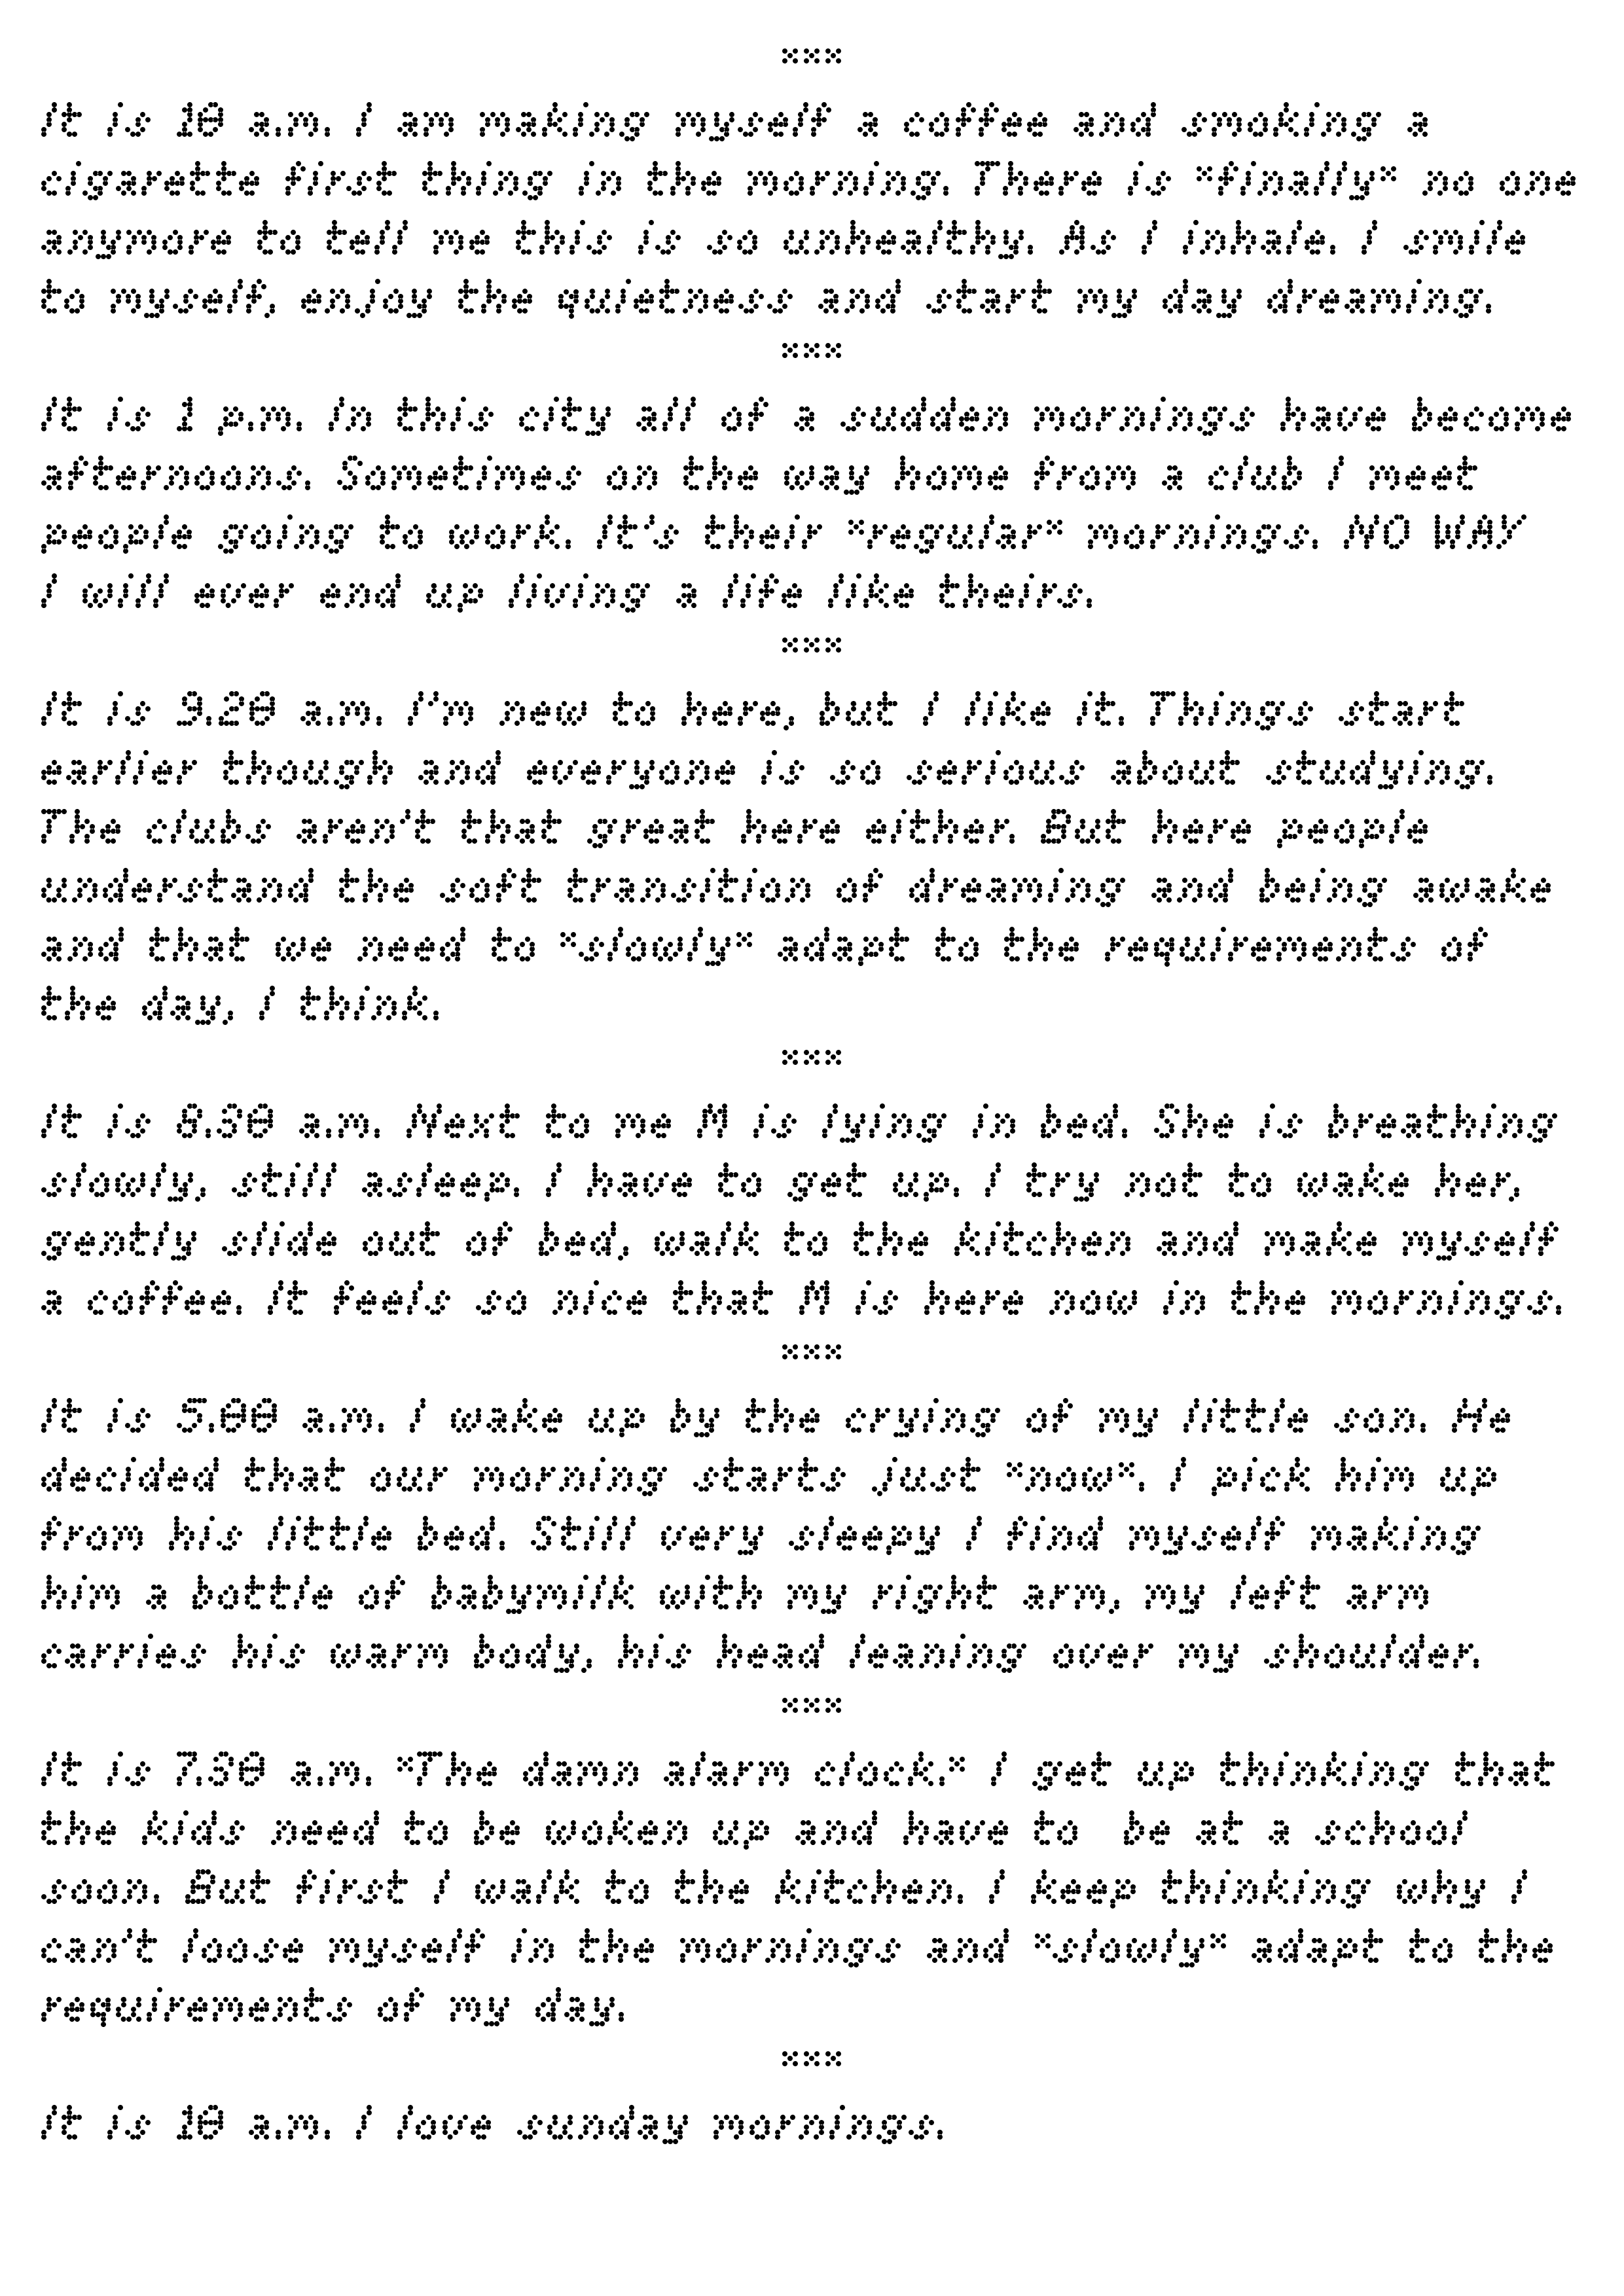 ***
It is 10 a.m. I am making myself a coffee and smoking a
cigarette first thing in the morning. There is *finally* no one
anymore to tell me this is so unhealthy. As I inhale. I smile
to myself, enjoy the quietness and start my day dreaming.
***
It is 1 p.m. In this city all of a sudden mornings have become
afternoons. Sometimes on the way home from a club I meet
people going to work. It's their *regular* mornings. NO WAY
I will ever end up living a life like theirs.
***
It is 9.20 a.m. I'm new to here, but I like it. Things start
earlier though and everyone is so serious about studying.
The clubs aren't that great here either. But here people
understand the soft transition of dreaming and being awake
and that we need to *slowly* adapt to the requirements of
the day, I think.
***
It is 8.30 a.m. Next to me M is lying in bed. She is breathing
slowly, still asleep. I have to get up. I try not to wake her,
gently slide out of bed, walk to the kitchen and make myself
a coffee. It feels so nice that M is here now in the mornings.
***
It is 5.00 a.m. I wake up by the crying of my little son. He
decided that our morning starts just *now*. I pick him up
from his little bed. Still very sleepy I find myself making
him a bottle of babymilk with my right arm, my left arm
carries his warm body, his head leaning over my shoulder.
***
It is 7.30 a.m. *The damn alarm clock.* I get up thinking that
the kids need to be woken up and have to  be at a school
soon. But first I walk to the kitchen. I keep thinking why I
can't loose myself in the mornings and *slowly* adapt to the
requirements of my day.
***
It is 10 a.m. I love sunday mornings.